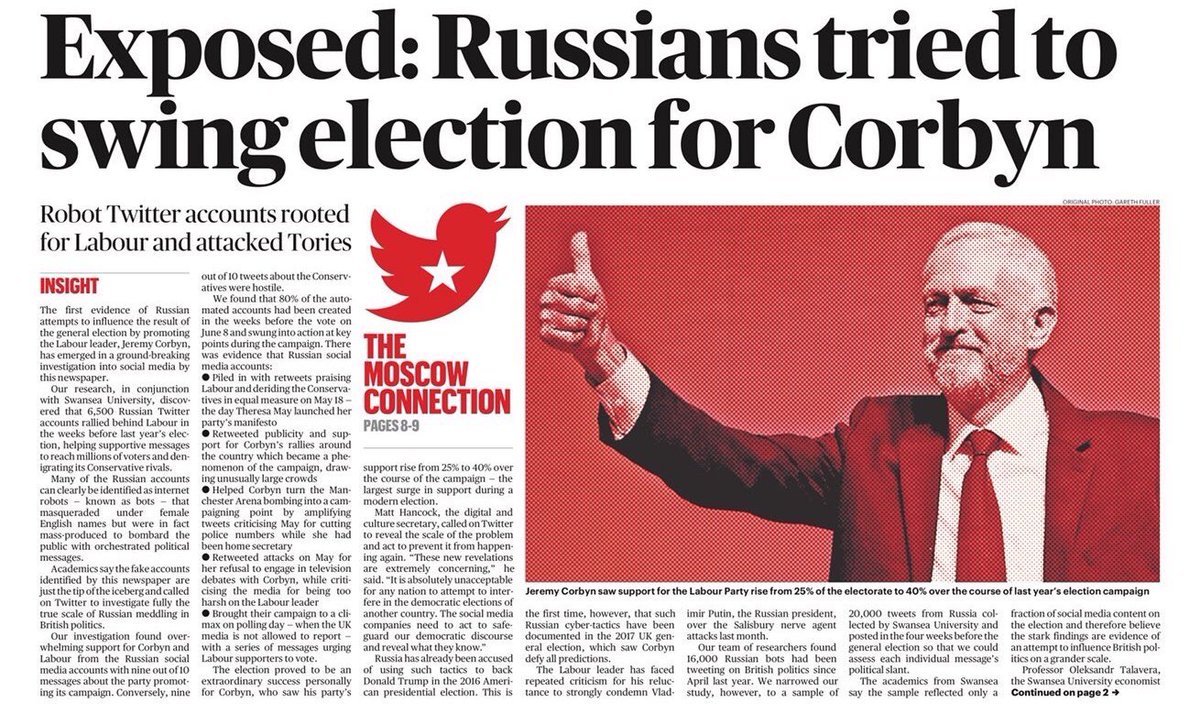 Exposed: Russians tried to
swing election for Corbyn
Robot Twitter accounts rooted
for Labour and attacked Tories
INSIGHT
The first evidence of Russian
attempts to influence the result of
the general election by promoting
the Labour leader, Jeremy Corbyn,
has emerged in a ground-breaking
investigation into social media by
this newspaper.
Our research, in conjunction
with Swansea University, discov-
ered that 6,500 Russian Twitter
accounts rallied behind Labour in
the weeks before last year's elec-
tion, helping supportive messages
to reach millions of voters and den-
igrating its Conservative rivals.
Many of the Russian accounts
can clearly be identified as internet
robots – known as bots – that
masqueraded under female
English names but were in fact
mass-produced to bombard the
public with orchestrated political
messages.
Academics say the fake accounts
identified by this newspaper are
just the tip of the iceberg and called
on Twitter to investigate fully the
true scale of Russian meddling in
British politics.
Our investigation found over-
whelming support for Corbyn and
Labour from the Russian social
media accounts with nine out of 10
messages about the party promot-
ing its campaign. Conversely, nine
out of 10 tweets about the Conserv-
atives were hostile.
We found that 80% of the auto-
mated accounts had been created
in the weeks before the vote on
June 8 and swung into action at key
points during the campaign. There
was evidence that Russian social
media accounts:
● Piled in with retweets praising
Labour and deriding the Conserva-
tives in equal measure on May 18 –
the day Theresa May launched her
party's manifesto
● Retweeted publicity and sup-
port for Corbyn's rallies around
the country which became a phe-
nomenon of the campaign, draw-
ing unusually large crowds
● Helped Corbyn turn the Man-
chester Arena bombing into a cam-
paigning point by amplifying
tweets criticising May for cutting
police numbers while she had
been home secretary
● Retweeted attacks on May for
her refusal to engage in television
debates with Corbyn, while criti-
cising the media for being too
harsh on the Labour leader
● Brought their campaign to a cli-
max on polling day – when the UK
media is not allowed to report –
with a series of messages urging
Labour supporters to vote.
The election proved to be an
extraordinary success personally
for Corbyn, who saw his party's
THE
MOSCOW
CONNECTION
PAGES 8-9
support rise from 25% to 40% over
the course of the campaign – the
largest surge in support during a
modern election.
Matt Hancock, the digital and
culture secretary, called on Twitter
to reveal the scale of the problem
and act to prevent it from happen-
ing again. “These new revelations
are extremely concerning,” he
said. “It is absolutely unacceptable
for any nation to attempt to inter-
fere in the democratic elections of
another country. The social media
companies need to act to safe-
guard our democratic discourse
and reveal what they know.”
Russia has already been accused
of using such tactics to back
Donald Trump in the 2016 Ameri-
can presidential election. This is
ORIGINAL PHOTO: GARETH FULLER
Jeremy Corbyn saw support for the Labour Party rise from 25% of the electorate to 40% over the course of last year's election campaign
the first time, however, that such
Russian cyber-tactics have been
documented in the 2017 UK gen-
eral election, which saw Corbyn
defy all predictions.
The Labour leader has faced
repeated criticism for his reluc-
tance to strongly condemn Vlad-
imir Putin, the Russian president,
over the Salisbury nerve agent
attacks last month.
Our team of researchers found
16,000 Russian bots had been
tweeting on British politics since
April last year. We narrowed our
study, however, to a sample of
20,000 tweets from Russia col-
lected by Swansea University and
posted in the four weeks before the
general election so that we could
assess each individual message's
political slant.
The academics from Swansea
say the sample reflected only a
fraction of social media content on
the election and therefore believe
the stark findings are evidence of
an attempt to influence British pol-
itics on a grander scale.
Professor Oleksandr Talavera,
the Swansea University economist
Continued on page 2 →